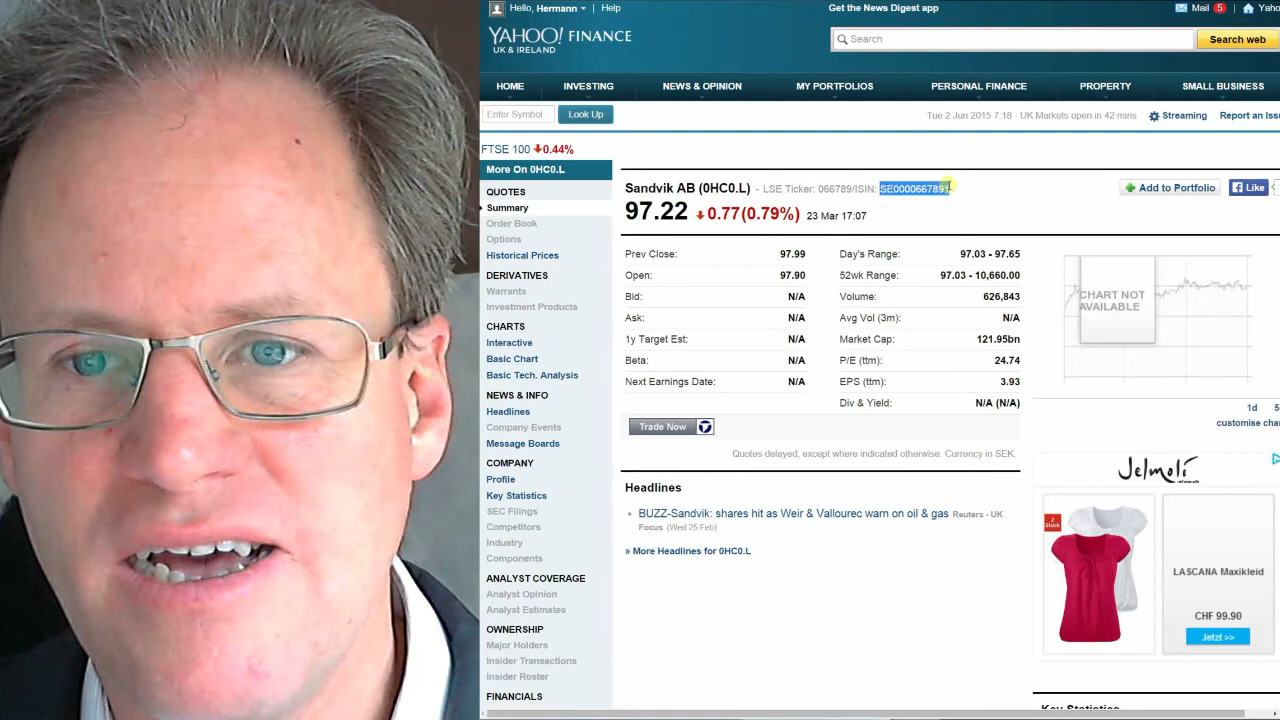 Hello, Hermann
Help
Get the News Digest app
Mail 5
YAHOO! FINANCE
UK & IRELAND
Search
Search web
HOME
INVESTING
NEWS & OPINION
MY PORTFOLIOS
PERSONAL FINANCE
PROPERTY
SMALL BUSINESS
Enter Symbol
Look Up
Tue 2 Jun 2015 7.18 - UK Markets open in 42 mins
Streaming
FTSE 100 0.44%
More On 0HC0.L
QUOTES
Summary
Order Book
Options
Historical Prices
DERIVATIVES
Warrants
Investment Products
CHARTS
Interactive
Basic Chart
Basic Tech. Analysis
NEWS & INFO
Headlines
Company Events
Message Boards
COMPANY
Profile
Key Statistics
SEC Filings
Competitors
Industry
Components
ANALYST COVERAGE
Analyst Opinion
Analyst Estimates
OWNERSHIP
Major Holders
Insider Transactions
Insider Roster
FINANCIALS
Sandvik AB (0HC0.L) - LSE Ticker: 066789/ISIN:
Add to Portfolio
Like
97.22 0.77(0.79%) 23 Mar 17:07
Prev Close: 97.99
Open: 97.90
Bid: N/A
Ask: N/A
1y Target Est: N/A
Beta: N/A
Next Earnings Date: N/A
Day's Range: 97.03 - 97.65
52wk Range: 97.03 - 10,660.00
Volume: 626,843
Avg Vol (3m): N/A
Market Cap: 121.95bn
P/E (ttm): 24.74
EPS (ttm): 3.93
Div & Yield: N/A (N/A)
Trade Now
Quotes delayed, except where indicated otherwise. Currency in SEK.
CHART NOT
AVAILABLE
1d
Headlines
BUZZ-Sandvik: shares hit as Weir & Vallourec warn on oil & gas Reuters - UK
Focus (Wed 25 Feb)
» More Headlines for 0HC0.L
Jelmoli
2
Stück
LASCANA Maxikleid
CHF 99.90
Jetzt >>
Key Statistics